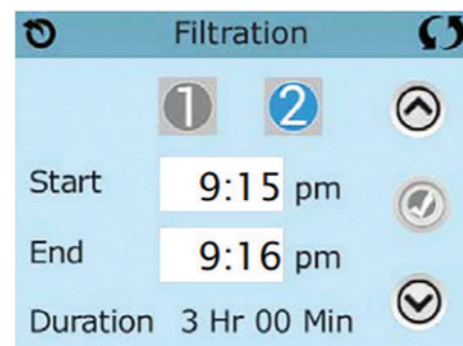 Filtration
1 2
Start 9:15 pm
End 9:16 pm
Duration 3 Hr 00 Min